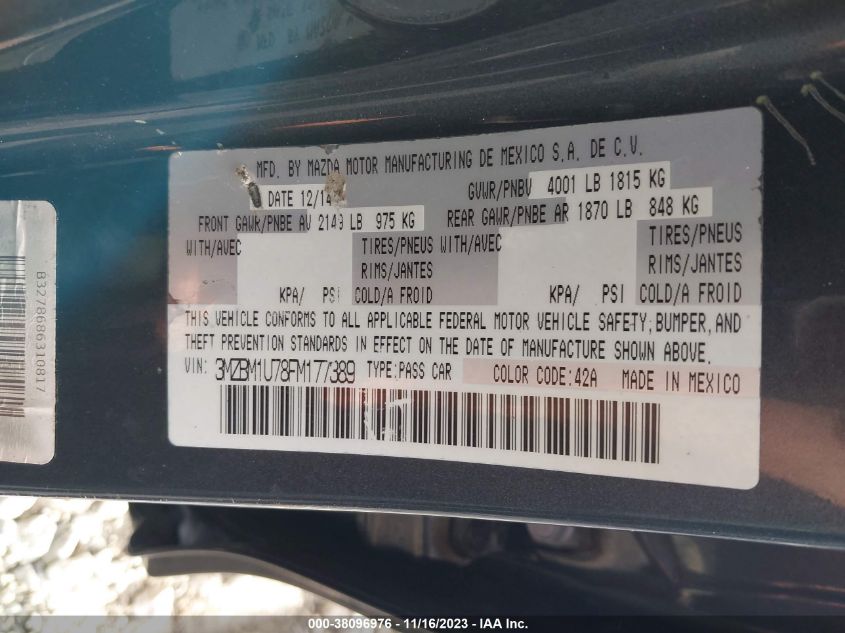 MFD. BY MAZDA MOTOR MANUFACTURING DE MEXICO S.A. DE C.V.
DATE 12/14 GVWR/PNBV 4001 LB 1815 KG
FRONT GAWR/PNBE AV 2149 LB 975 KG REAR GAWR/PNBE AR 1870 LB 848 KG
WITH/AVEC TIRES/PNEUS WITH/AVEC TIRES/PNEUS
RIMS/JANTES RIMS/JANTES
KPA/ PSI COLD/A FROID KPA/ PSI COLD/A FROID
THIS VEHICLE CONFORMS TO ALL APPLICABLE FEDERAL MOTOR VEHICLE SAFETY, BUMPER, AND
THEFT PREVENTION STANDARDS IN EFFECT ON THE DATE OF MANUFACTURE SHOWN ABOVE.
VIN: 3MZBM1U78FM177389 TYPE:PASS CAR COLOR CODE:42A MADE IN MEXICO
B3278686310817
000-38096976 - 11/16/2023 - IAA Inc.